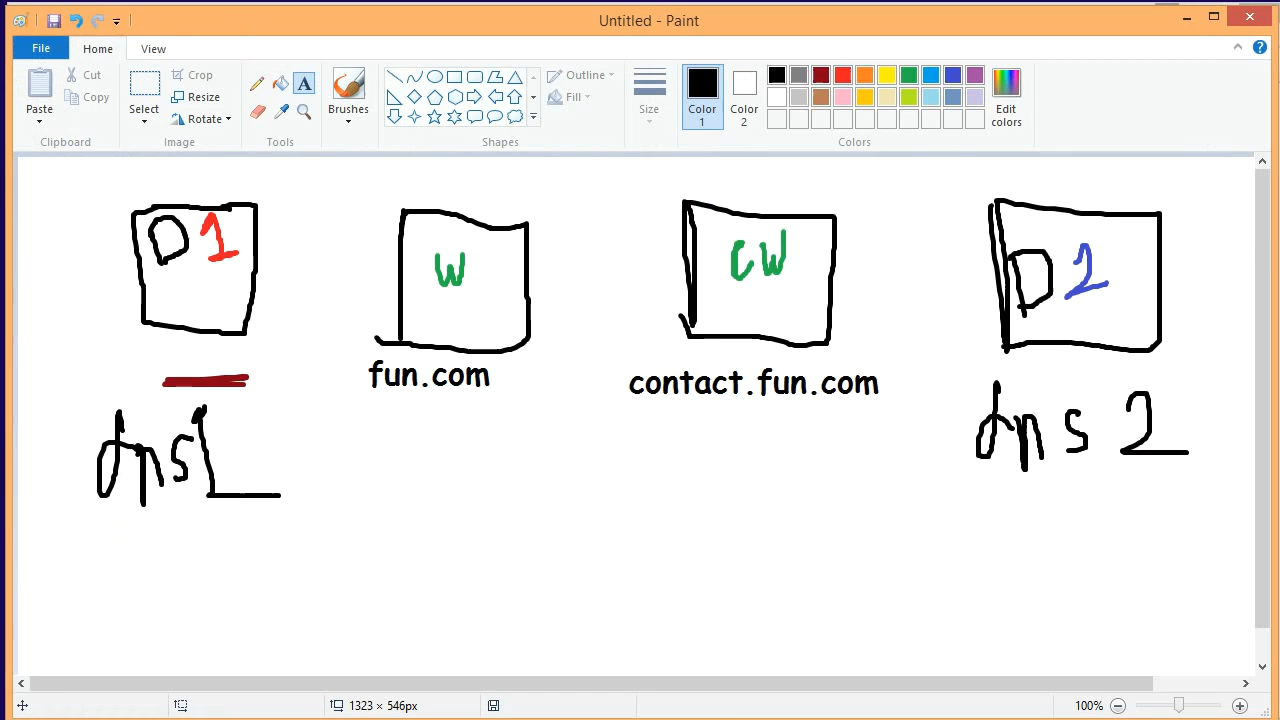 Untitled - Paint
File Home View
Cut
Copy
Paste
Clipboard
Crop
Resize
Rotate
Select
Image
Tools
Brushes
Outline
Fill
Shapes
Size
Color 1
Color 2
Edit colors
Colors
D 1
W
CW
D 2
fun.com
contact.fun.com
dns1
dns 2
1323 × 546px
100%